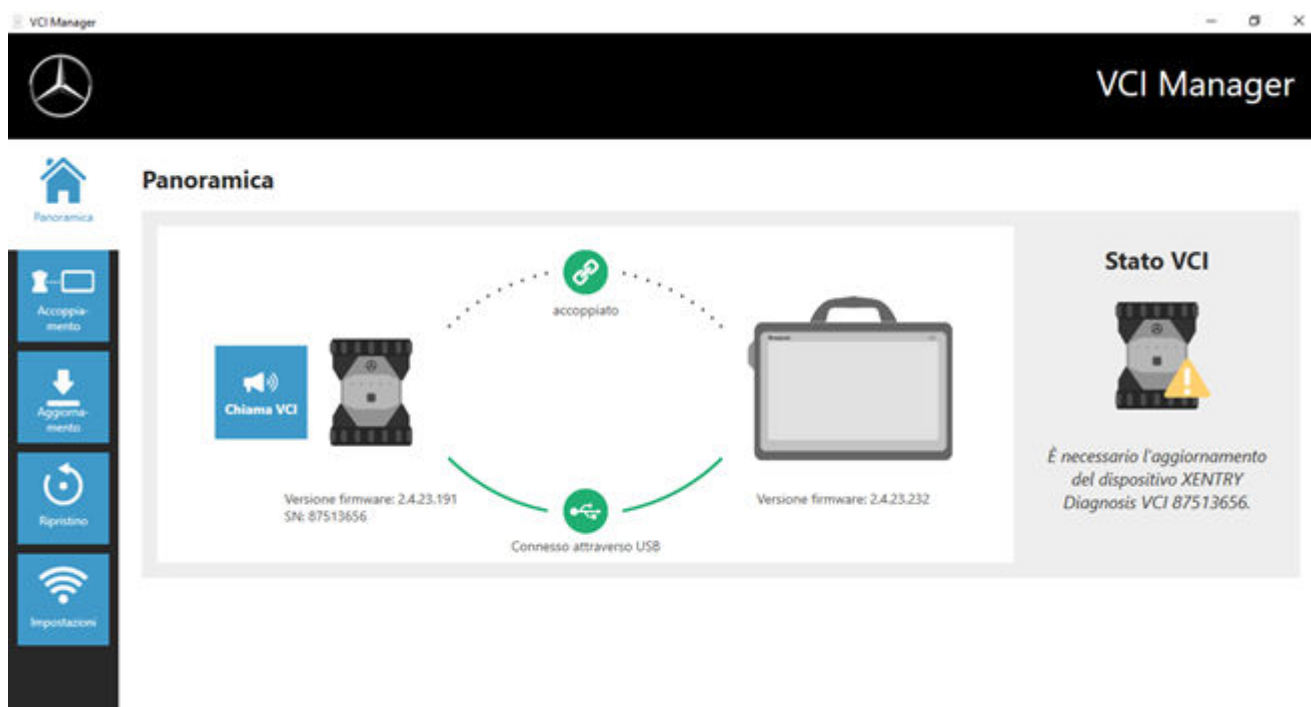 VCI Manager
VCI Manager
Panoramica
Panoramica
Accoppia-
mento
Aggiorna-
mento
Ripristino
Impostazioni
accoppiato
Chiama VCI
Versione firmware: 2.4.23.191
SN: 87513656
Connesso attraverso USB
Versione firmware: 2.4.23.232
Stato VCI
È necessario l'aggiornamento
del dispositivo XENTRY
Diagnosis VCI 87513656.